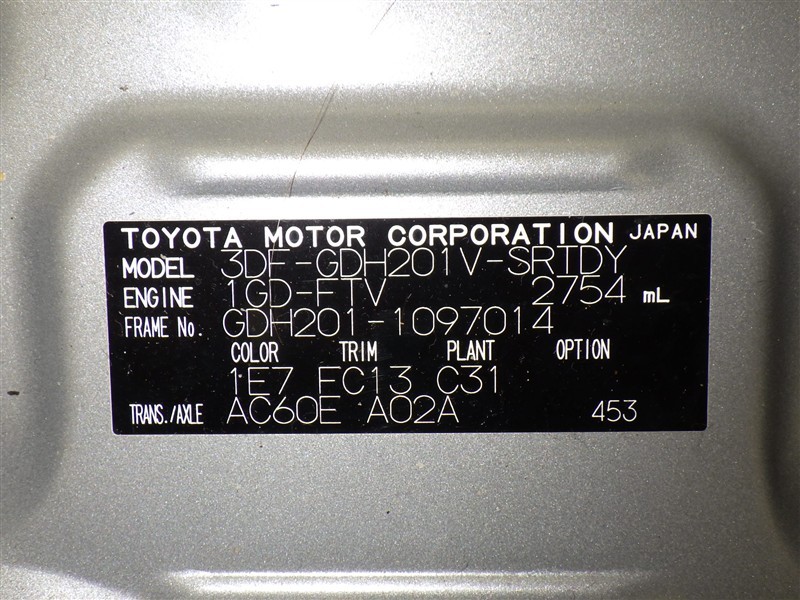 TOYOTA MOTOR CORPORATION JAPAN
MODEL 3DF-GDH201V-SRTDY
ENGINE 1GD-FTV 2754 mL
FRAME No. GDH201-1097014
COLOR TRIM PLANT OPTION
1E7 FC13 C31
TRANS./AXLE AC60E A02A 453